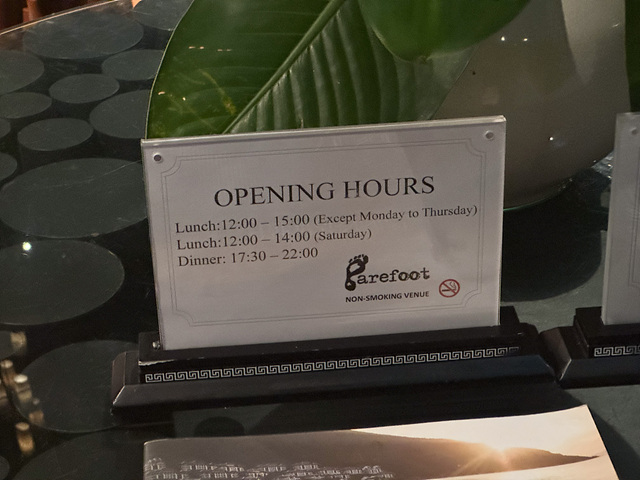 OPENING HOURS
Lunch:12:00 – 15:00 (Except Monday to Thursday)
Lunch:12:00 – 14:00 (Saturday)
Dinner: 17:30 – 22:00
Barefoot
NON-SMOKING VENUE